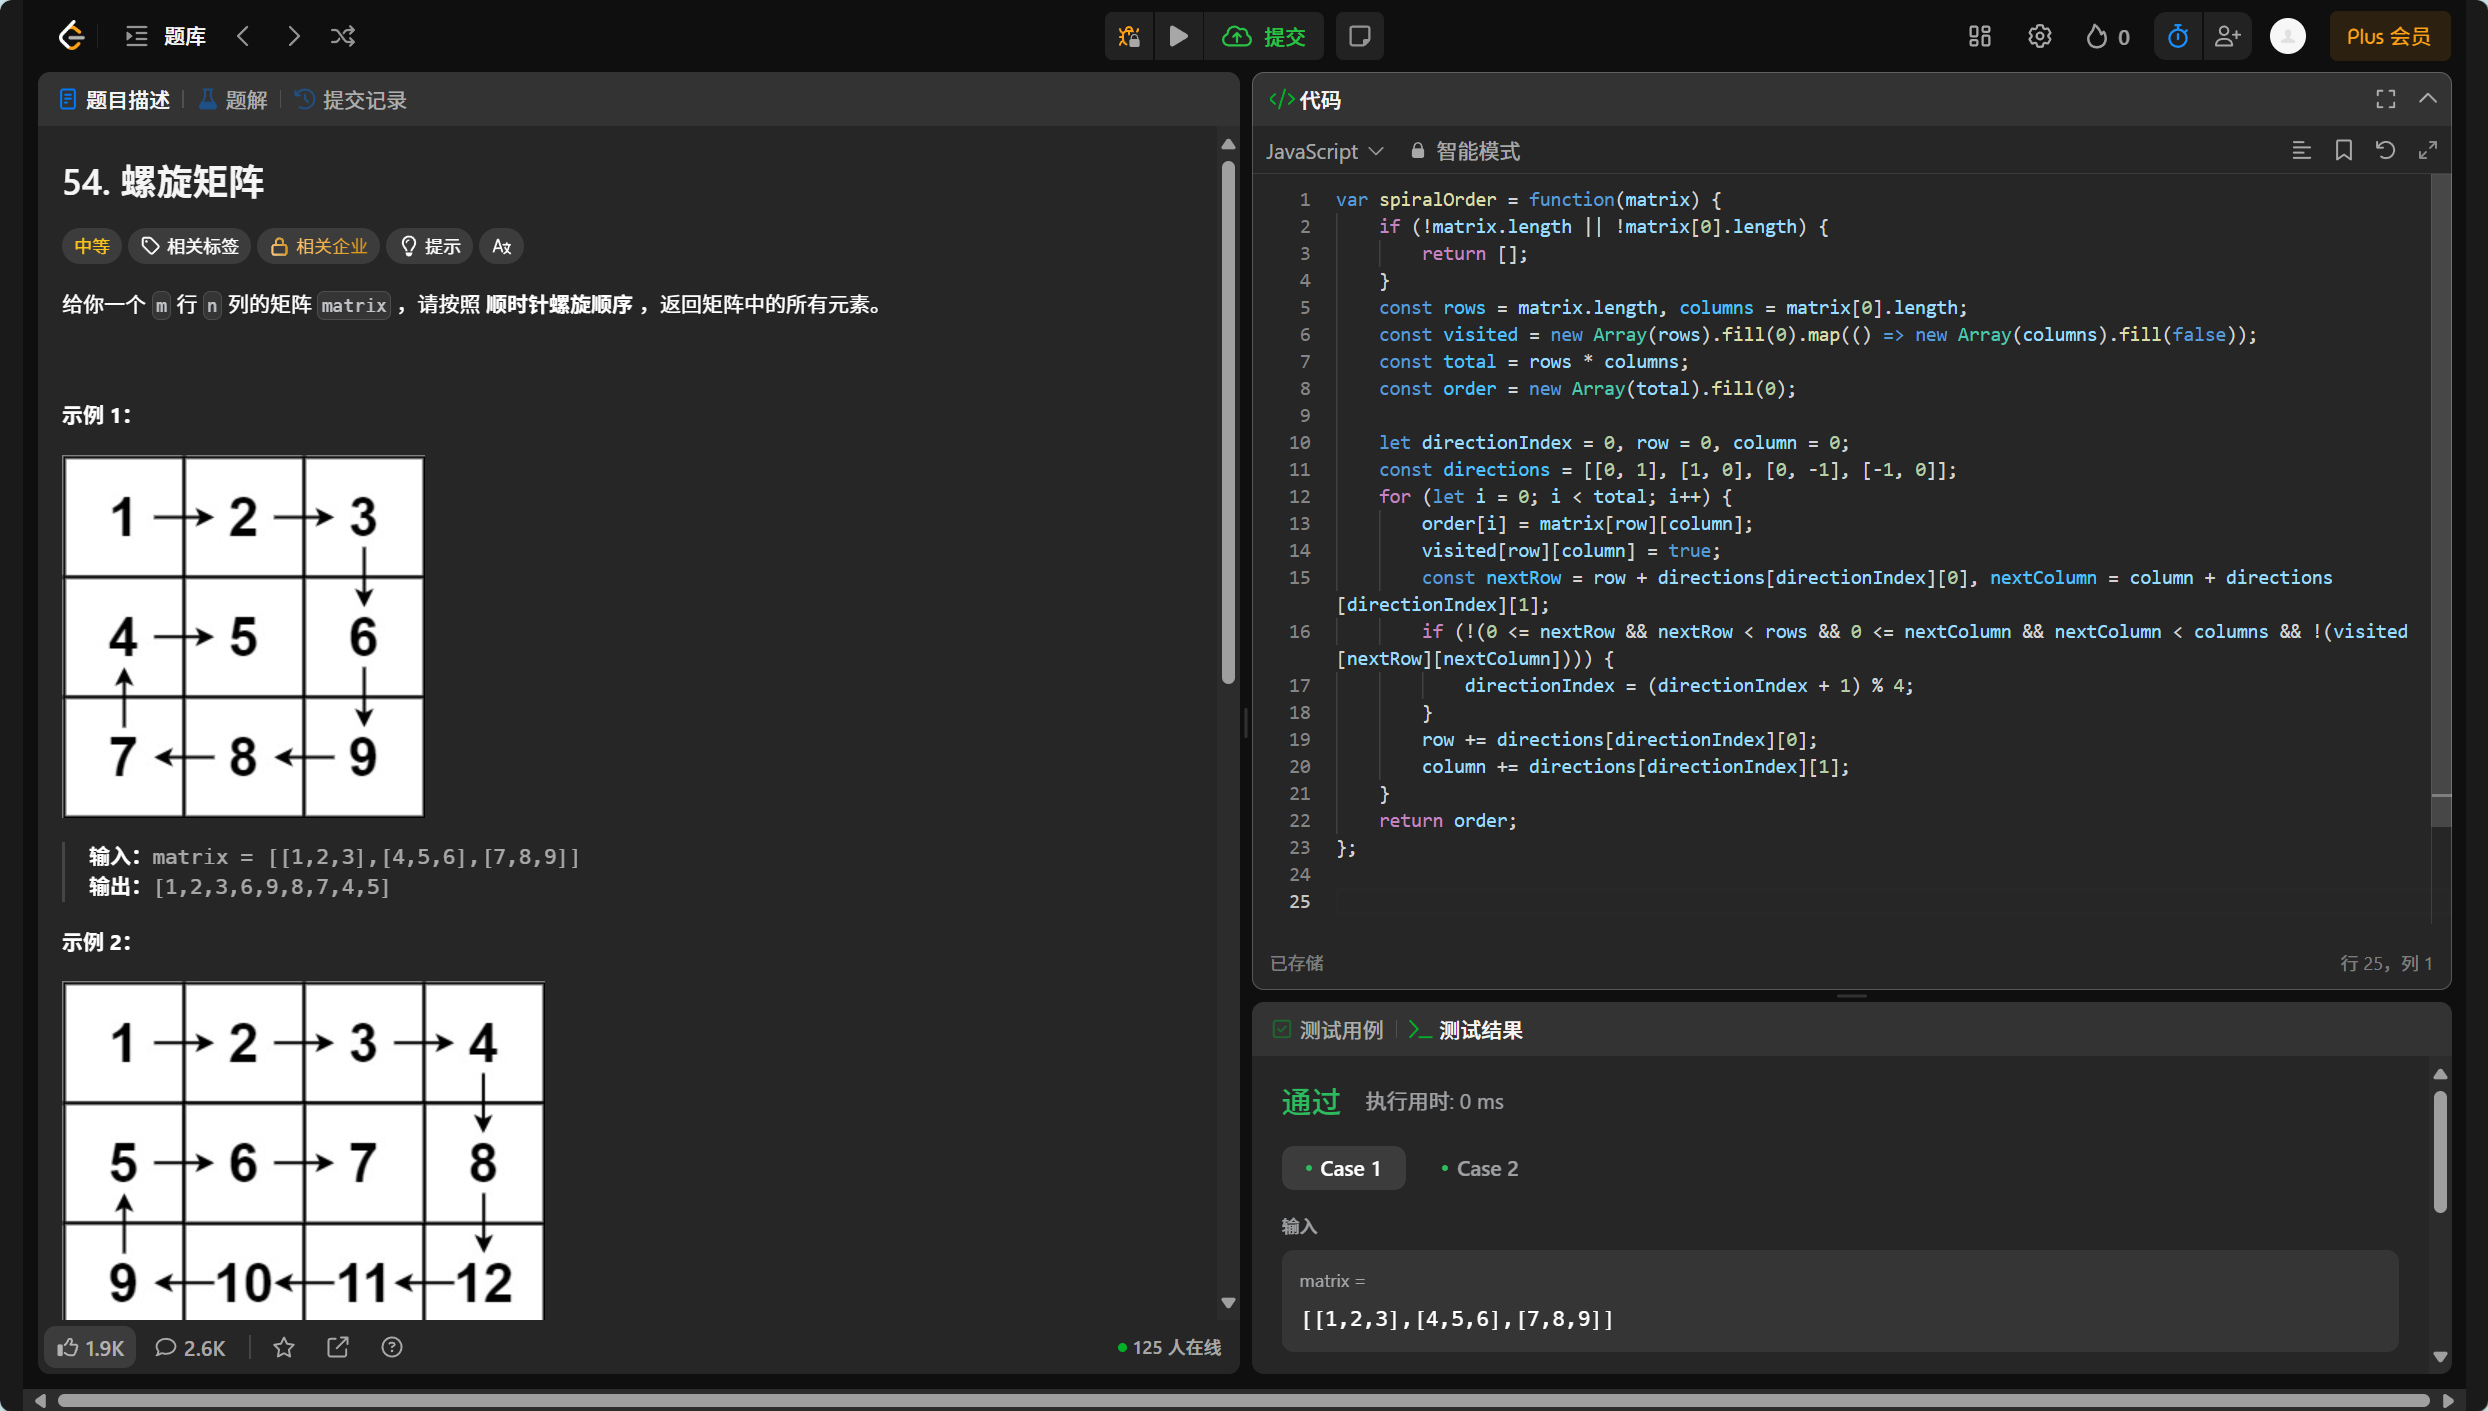 题库
提交
0
Plus 会员
题目描述
题解
提交记录
54. 螺旋矩阵
中等
相关标签
相关企业
提示
给你一个 m 行 n 列的矩阵 matrix ，请按照 顺时针螺旋顺序 ，返回矩阵中的所有元素。
示例 1：
1 2 3
4 5 6
7 8 9
输入：matrix = [[1,2,3],[4,5,6],[7,8,9]]
输出：[1,2,3,6,9,8,7,4,5]
示例 2：
1 2 3 4
5 6 7 8
9 10 11 12
1.9K
2.6K
125 人在线
</> 代码
JavaScript
智能模式
1 var spiralOrder = function(matrix) {
2 if (!matrix.length || !matrix[0].length) {
3 return [];
4 }
5 const rows = matrix.length, columns = matrix[0].length;
6 const visited = new Array(rows).fill(0).map(() => new Array(columns).fill(false));
7 const total = rows * columns;
8 const order = new Array(total).fill(0);
9
10 let directionIndex = 0, row = 0, column = 0;
11 const directions = [[0, 1], [1, 0], [0, -1], [-1, 0]];
12 for (let i = 0; i < total; i++) {
13 order[i] = matrix[row][column];
14 visited[row][column] = true;
15 const nextRow = row + directions[directionIndex][0], nextColumn = column + directions
[directionIndex][1];
16 if (!(0 <= nextRow && nextRow < rows && 0 <= nextColumn && nextColumn < columns && !(visited
[nextRow][nextColumn]))) {
17 directionIndex = (directionIndex + 1) % 4;
18 }
19 row += directions[directionIndex][0];
20 column += directions[directionIndex][1];
21 }
22 return order;
23 };
24
25
已存储
行 25，列 1
测试用例
测试结果
通过
执行用时: 0 ms
Case 1
Case 2
输入
matrix =
[[1,2,3],[4,5,6],[7,8,9]]